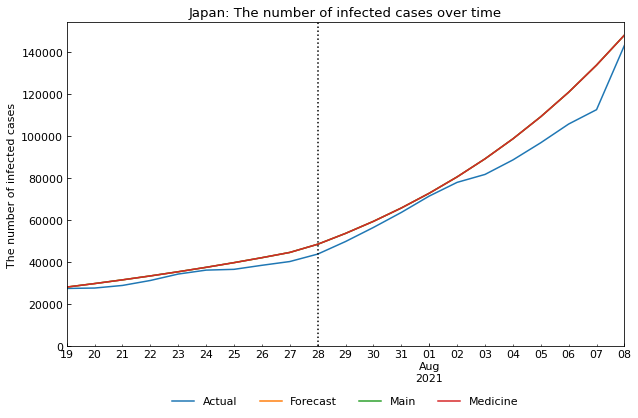 Japan: The number of infected cases over time
The number of infected cases
140000
120000
100000
80000
60000
40000
20000
0
19 20 21 22 23 24 25 26 27 28 29 30 31 01 02 03 04 05 06 07 08
Aug
2021
Actual Forecast Main Medicine